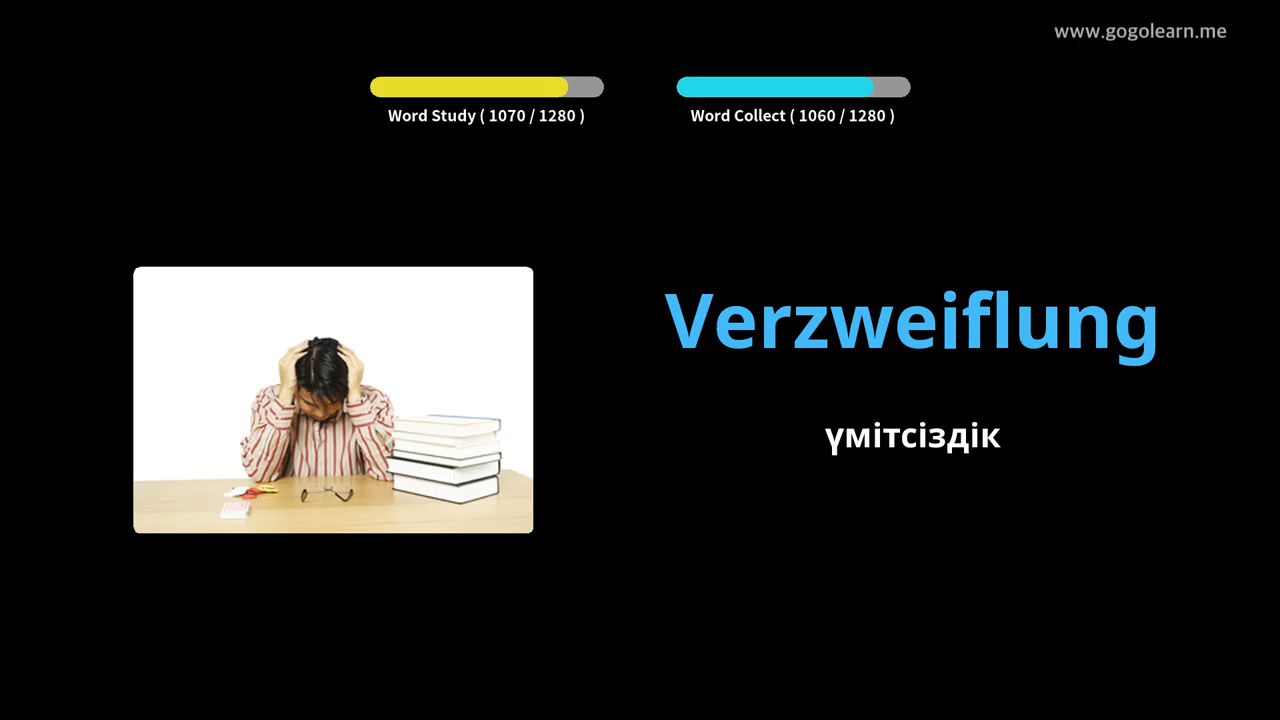 www.gogolearn.me
Word Study ( 1070 / 1280 )
Word Collect ( 1060 / 1280 )
Verzweiflung
үмітсіздік